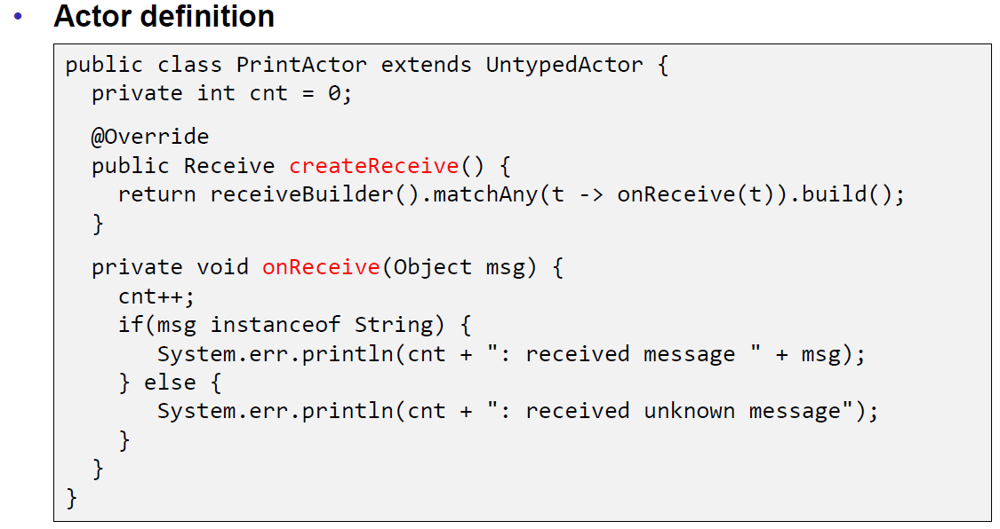 • Actor definition
public class PrintActor extends UntypedActor {
  private int cnt = 0;
  @Override
  public Receive createReceive() {
    return receiveBuilder().matchAny(t -> onReceive(t)).build();
  }
  private void onReceive(Object msg) {
    cnt++;
    if(msg instanceof String) {
       System.err.println(cnt + ": received message " + msg);
    } else {
       System.err.println(cnt + ": received unknown message");
    }
  }
}